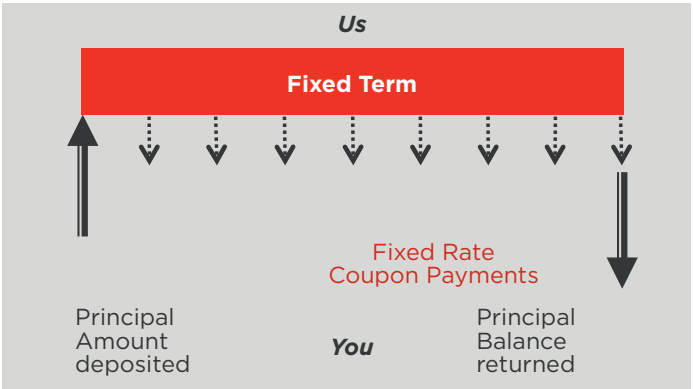 Us
Fixed Term
Fixed Rate
Coupon Payments
Principal
Amount
deposited
You
Principal
Balance
returned